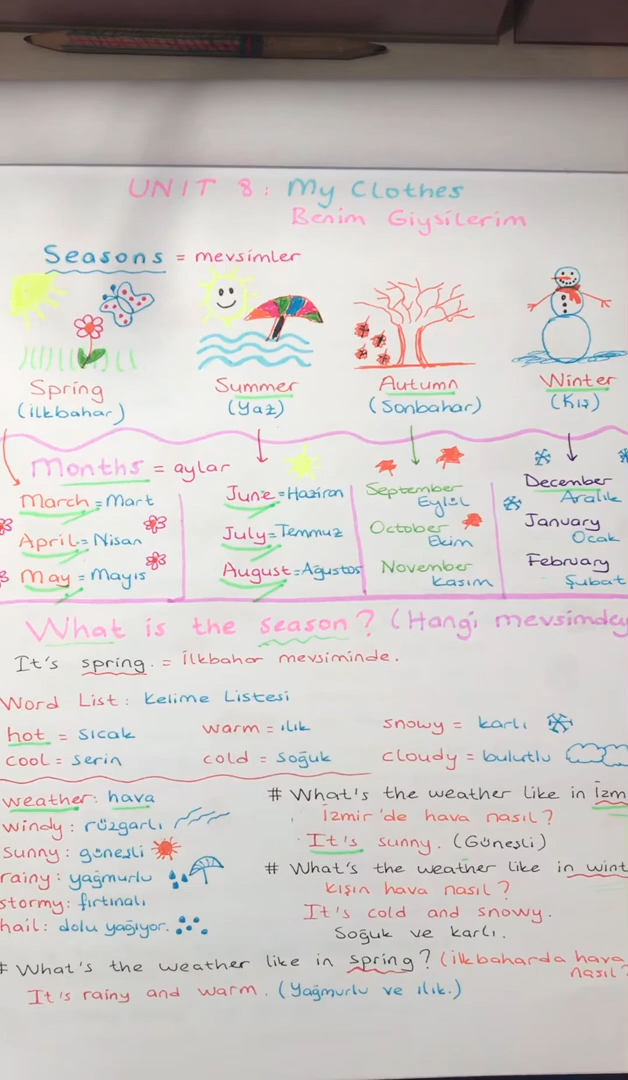 UNIT 8: My Clothes
Benim Giysilerim
Seasons = mevsimler
Spring
(ilkbahar)
Summer
(Yaz)
Autumn
(Sonbahar)
Winter
(Kış)
Months = aylar
March = Mart
April = Nisan
May = Mayıs
June = Haziran
July = Temmuz
August = Ağustos
September
Eylül
October
Ekim
November
Kasım
December
Aralık
January
Ocak
February
Şubat
What is the season? (Hangi mevsimdey
It's spring. = ilkbahar mevsiminde.
Word List: Kelime Listesi
hot = sıcak
warm = ılık
snowy = karlı
cool = serin
cold = soğuk
cloudy = bulutlu
weather: hava
windy: rüzgarlı
sunny: güneşli
rainy: yağmurlu
stormy: fırtınalı
hail: dolu yağıyor.
# What's the weather like in İzm
İzmir'de hava nasıl?
It's sunny. (Güneşli)
# What's the weather like in wint
Kışın hava nasıl?
It's cold and snowy.
Soğuk ve karlı.
# What's the weather like in spring? (ilkbaharda hava
nasıl?
It's rainy and warm. (Yağmurlu ve ılık.)